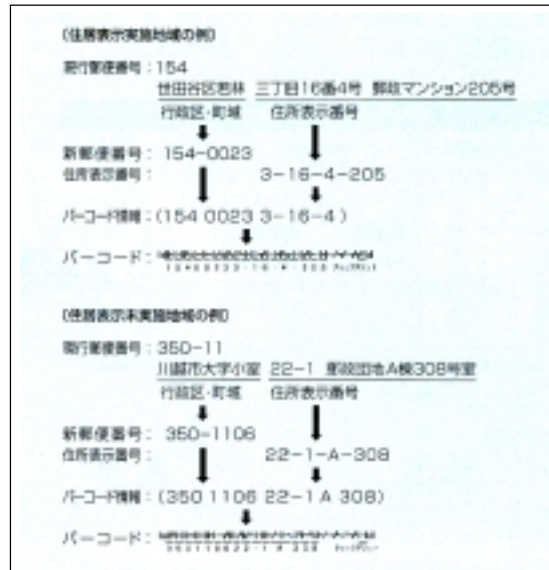 (住居表示実施地域の例)
現行郵便番号：154
世田谷区若林 三丁目16番4号 郵政マンション205号
行政区・町域 住所表示番号
新郵便番号：154-0023
住所表示番号： 3-16-4-205
バーコード情報：(154 0023 3-16-4 )
バーコード：
(住居表示未実施地域の例)
現行郵便番号：350-11
川越市大字小室 22-1 郵政団地A棟308号室
行政区・町域 住所表示番号
新郵便番号：350-1106
住所表示番号： 22-1-A-308
バーコード情報：(350 1106 22-1 A 308)
バーコード：